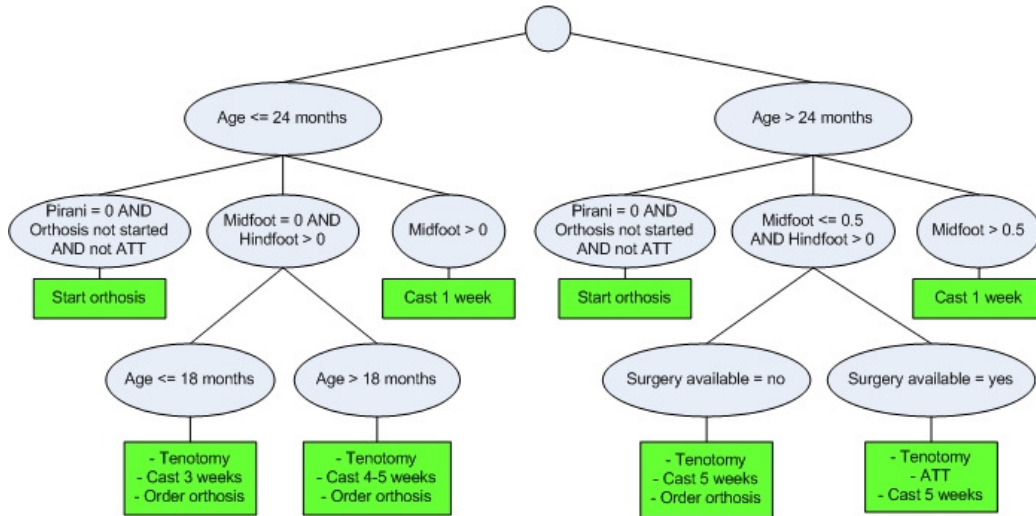 Age <= 24 months
Age > 24 months
Pirani = 0 AND
Orthosis not started
AND not ATT
Midfoot = 0 AND
Hindfoot > 0
Midfoot > 0
Pirani = 0 AND
Orthosis not started
AND not ATT
Midfoot <= 0.5
AND Hindfoot > 0
Midfoot > 0.5
Start orthosis
Cast 1 week
Start orthosis
Cast 1 week
Age <= 18 months
Age > 18 months
Surgery available = no
Surgery available = yes
- Tenotomy
- Cast 3 weeks
- Order orthosis
- Tenotomy
- Cast 4-5 weeks
- Order orthosis
- Tenotomy
- Cast 5 weeks
- Order orthosis
- Tenotomy
- ATT
- Cast 5 weeks